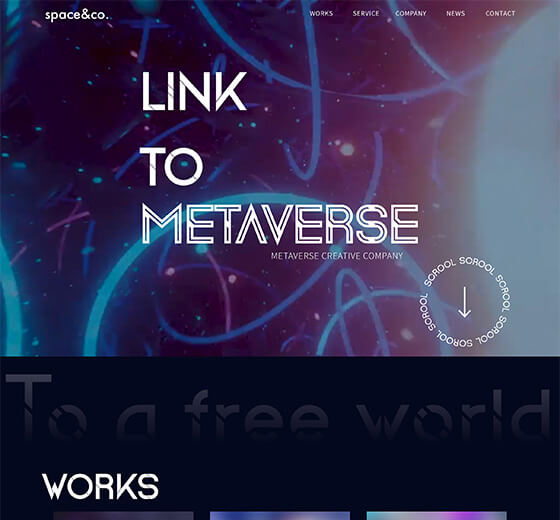 space&co.
WORKS SERVICE COMPANY NEWS CONTACT
LINK
TO
METAVERSE
METAVERSE CREATIVE COMPANY
SCROOL SCROOL SCROOL SCROOL SCROOL
To a free world
WORKS